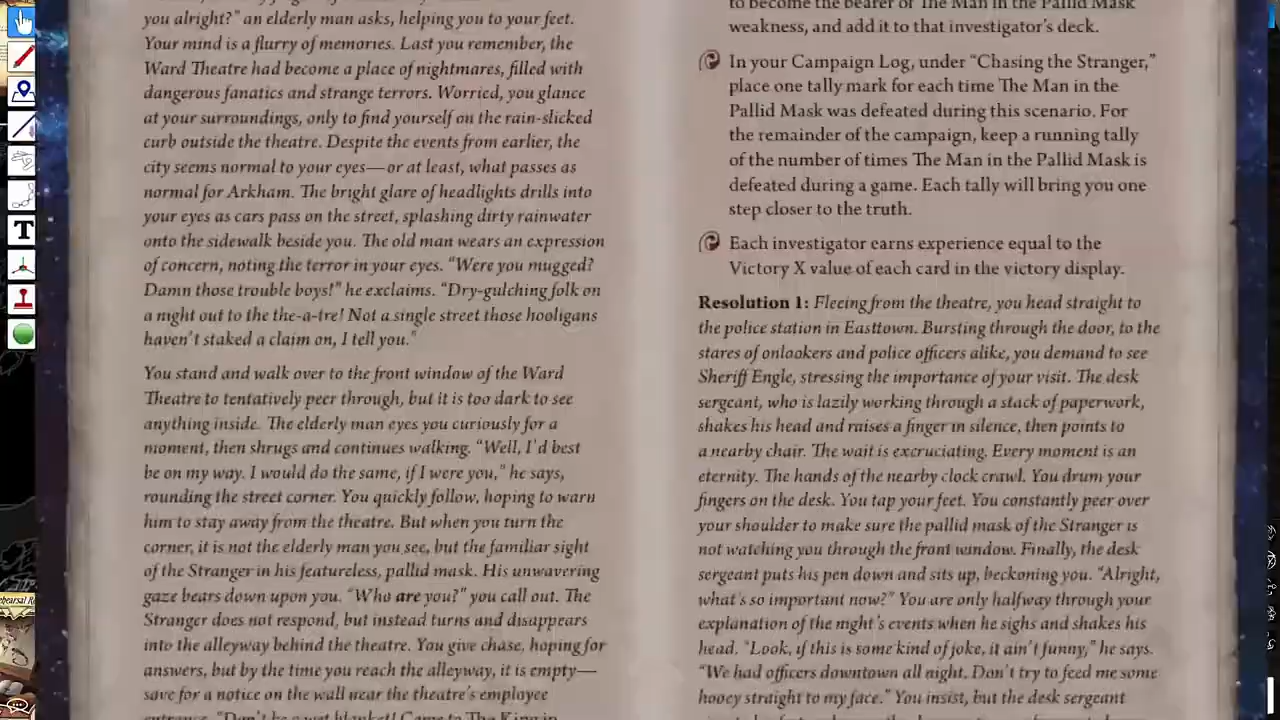 you alright?" an elderly man asks, helping you to your feet.
Your mind is a flurry of memories. Last you remember, the
Ward Theatre had become a place of nightmares, filled with
dangerous fanatics and strange terrors. Worried, you glance
at your surroundings, only to find yourself on the rain-slicked
curb outside the theatre. Despite the events from earlier, the
city seems normal to your eyes—or at least, what passes as
normal for Arkham. The bright glare of headlights drills into
your eyes as cars pass on the street, splashing dirty rainwater
onto the sidewalk beside you. The old man wears an expression
of concern, noting the terror in your eyes. "Were you mugged?
Damn those trouble boys!" he exclaims. "Dry-gulching folk on
a night out to the the-a-tre! Not a single street those hooligans
haven't staked a claim on, I tell you."
You stand and walk over to the front window of the Ward
Theatre to tentatively peer through, but it is too dark to see
anything inside. The elderly man eyes you curiously for a
moment, then shrugs and continues walking. "Well, I'd best
be on my way. I would do the same, if I were you," he says,
rounding the street corner. You quickly follow, hoping to warn
him to stay away from the theatre. But when you turn the
corner, it is not the elderly man you see, but the familiar sight
of the Stranger in his featureless, pallid mask. His unwavering
gaze bears down upon you. "Who are you?" you call out. The
Stranger does not respond, but instead turns and disappears
into the alleyway behind the theatre. You give chase, hoping for
answers, but by the time you reach the alleyway, it is empty—
save for a notice on the wall near the theatre's employee
entrance. "Don't be a wet blanket! Come to The King in
to become the bearer of The Man in the Pallid Mask
weakness, and add it to that investigator's deck.
In your Campaign Log, under "Chasing the Stranger,"
place one tally mark for each time The Man in the
Pallid Mask was defeated during this scenario. For
the remainder of the campaign, keep a running tally
of the number of times The Man in the Pallid Mask is
defeated during a game. Each tally will bring you one
step closer to the truth.
Each investigator earns experience equal to the
Victory X value of each card in the victory display.
Resolution 1: Fleeing from the theatre, you head straight to
the police station in Easttown. Bursting through the door, to the
stares of onlookers and police officers alike, you demand to see
Sheriff Engle, stressing the importance of your visit. The desk
sergeant, who is lazily working through a stack of paperwork,
shakes his head and raises a finger in silence, then points to
a nearby chair. The wait is excruciating. Every moment is an
eternity. The hands of the nearby clock crawl. You drum your
fingers on the desk. You tap your feet. You constantly peer over
your shoulder to make sure the pallid mask of the Stranger is
not watching you through the front window. Finally, the desk
sergeant puts his pen down and sits up, beckoning you. "Alright,
what's so important now?" You are only halfway through your
explanation of the night's events when he sighs and shakes his
head. "Look, if this is some kind of joke, it ain't funny," he says.
"We had officers downtown all night. Don't try to feed me some
hooey straight to my face." You insist, but the desk sergeant